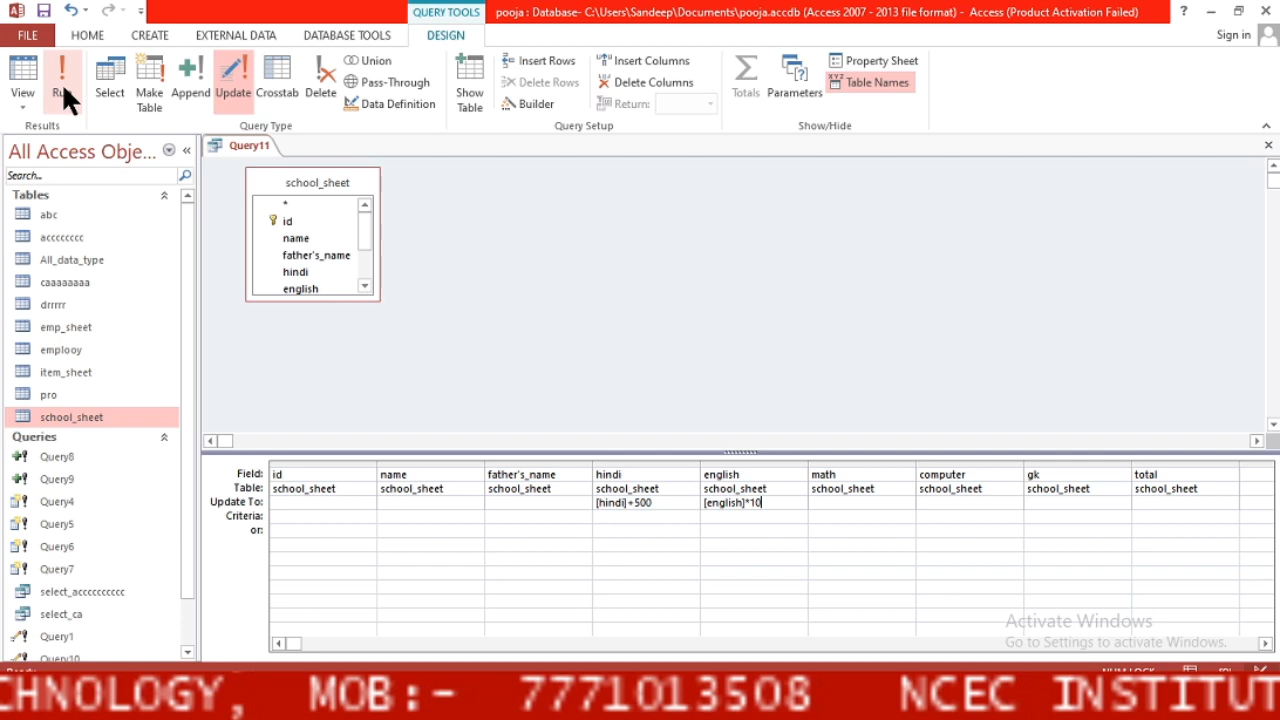 QUERY TOOLS
pooja : Database- C:\Users\Sandeep\Documents\pooja.accdb (Access 2007 - 2013 file format) - Access (Product Activation Failed)
?
FILE HOME CREATE EXTERNAL DATA DATABASE TOOLS DESIGN Sign in
View
Select
Make Table
Append
Update
Crosstab
Delete
Union
Pass-Through
Data Definition
Show Table
Insert Rows
Delete Rows
Builder
Insert Columns
Delete Columns
Return:
Totals
Parameters
Property Sheet
Table Names
Results Query Type Query Setup Show/Hide
All Access Obje...
Search...
Tables
abc
All_data_type
drrrrr
emp_sheet
emplooy
item_sheet
pro
school_sheet
Queries
Query8
Query9
Query4
Query5
Query6
Query7
select_ca
Query1
Query10
Query11
school_sheet
*
id
name
father's_name
hindi
english
Field: id name father's_name hindi english math computer gk total
Table: school_sheet school_sheet school_sheet school_sheet school_sheet school_sheet school_sheet school_sheet school_sheet
Update To: [hindi]+500 [english]*10
Criteria:
or:
Activate Windows
Go to Settings to activate Windows.
CHNOLOGY, MOB:- 7771013508 NCEC INSTITUT